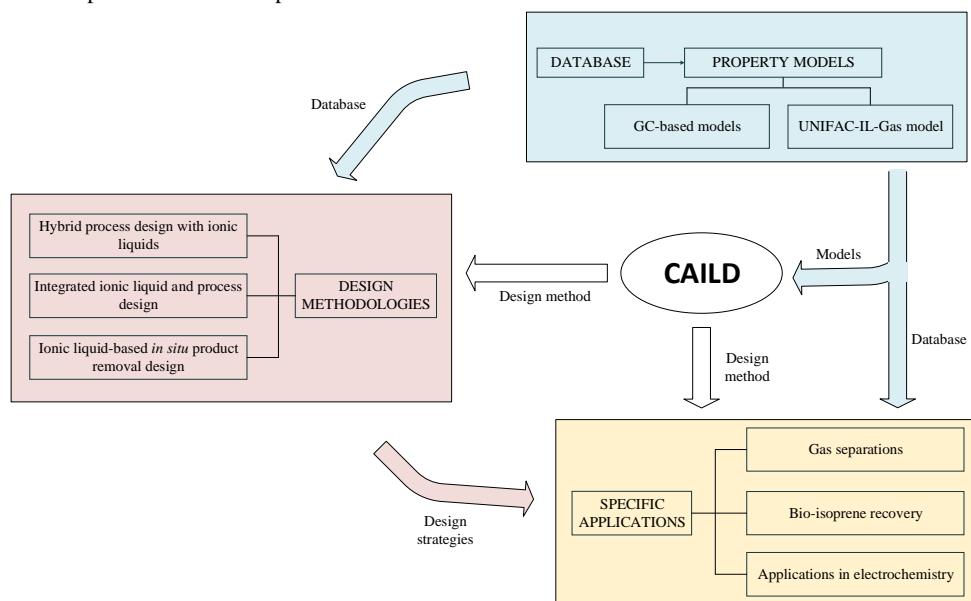 DATABASE
PROPERTY MODELS
GC-based models
UNIFAC-IL-Gas model
Database
Hybrid process design with ionic
liquids
Integrated ionic liquid and process
design
Ionic liquid-based in situ product
removal design
DESIGN
METHODOLOGIES
Design method
CAILD
Models
Design
method
Database
Design
strategies
SPECIFIC
APPLICATIONS
Gas separations
Bio-isoprene recovery
Applications in electrochemistry